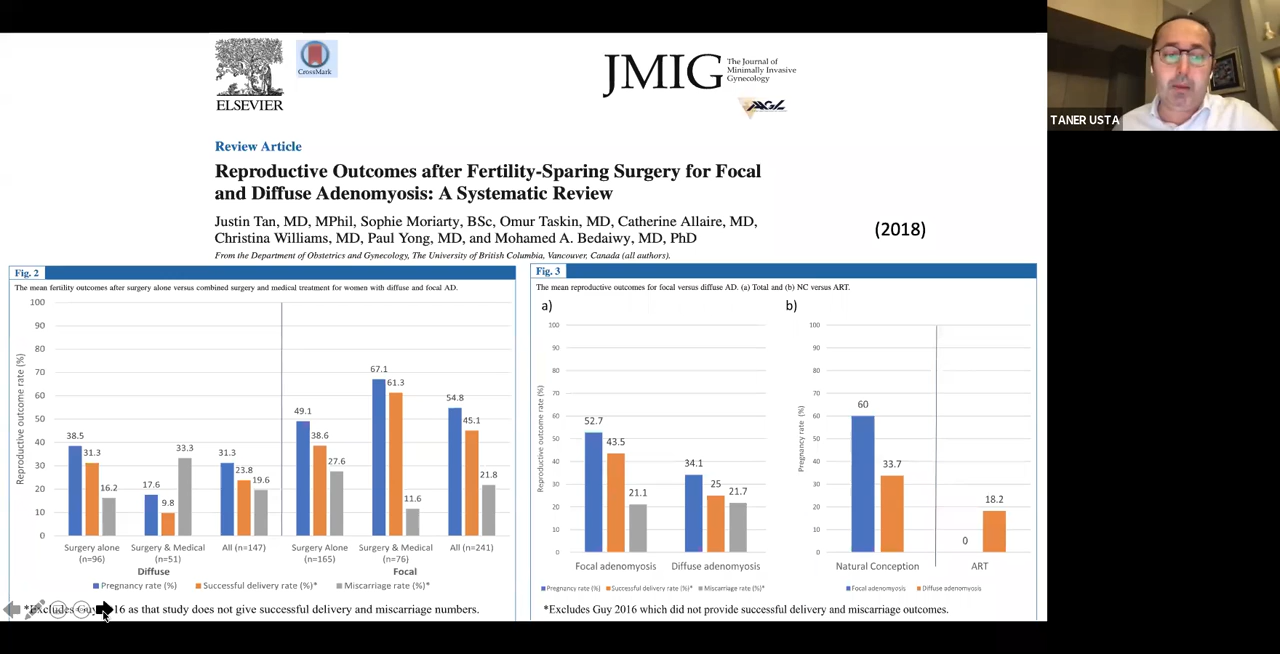 ELSEVIER
CrossMark
JMIG
The Journal of
Minimally Invasive
Gynecology
AAGL
TANER USTA
Review Article
Reproductive Outcomes after Fertility-Sparing Surgery for Focal
and Diffuse Adenomyosis: A Systematic Review
Justin Tan, MD, MPhil, Sophie Moriarty, BSc, Omur Taskin, MD, Catherine Allaire, MD,
Christina Williams, MD, Paul Yong, MD, and Mohamed A. Bedaiwy, MD, PhD
(2018)
From the Department of Obstetrics and Gynecology, The University of British Columbia, Vancouver, Canada (all authors).
Fig. 2
The mean fertility outcomes after surgery alone versus combined surgery and medical treatment for women with diffuse and focal AD.
Reproductive outcome rate (%)
100
90
80
70
60
50
40
30
20
10
0
38.5
31.3
16.2
17.6
9.8
33.3
31.3
23.8
19.6
49.1
38.6
27.6
67.1
61.3
11.6
54.8
45.1
21.8
Surgery alone
(n=96)
Surgery & Medical
(n=51)
All (n=147)
Surgery Alone
(n=165)
Surgery & Medical
(n=76)
All (n=241)
Diffuse
Focal
Pregnancy rate (%)
Successful delivery rate (%)*
Miscarriage rate (%)*
16 as that study does not give successful delivery and miscarriage numbers.
Fig. 3
The mean reproductive outcomes for focal versus diffuse AD. (a) Total and (b) NC versus ART.
a)
Reproductive outcome rate (%)
100
90
80
70
60
50
40
30
20
10
0
52.7
43.5
21.1
34.1
25
21.7
Focal adenomyosis
Diffuse adenomyosis
Pregnancy rate (%)
Successful delivery rate (%)*
Miscarriage rate (%)*
b)
Pregnancy rate (%)
100
90
80
70
60
50
40
30
20
10
0
60
33.7
0
18.2
Natural Conception
ART
Focal adenomyosis
Diffuse adenomyosis
*Excludes Guy 2016 which did not provide successful delivery and miscarriage outcomes.